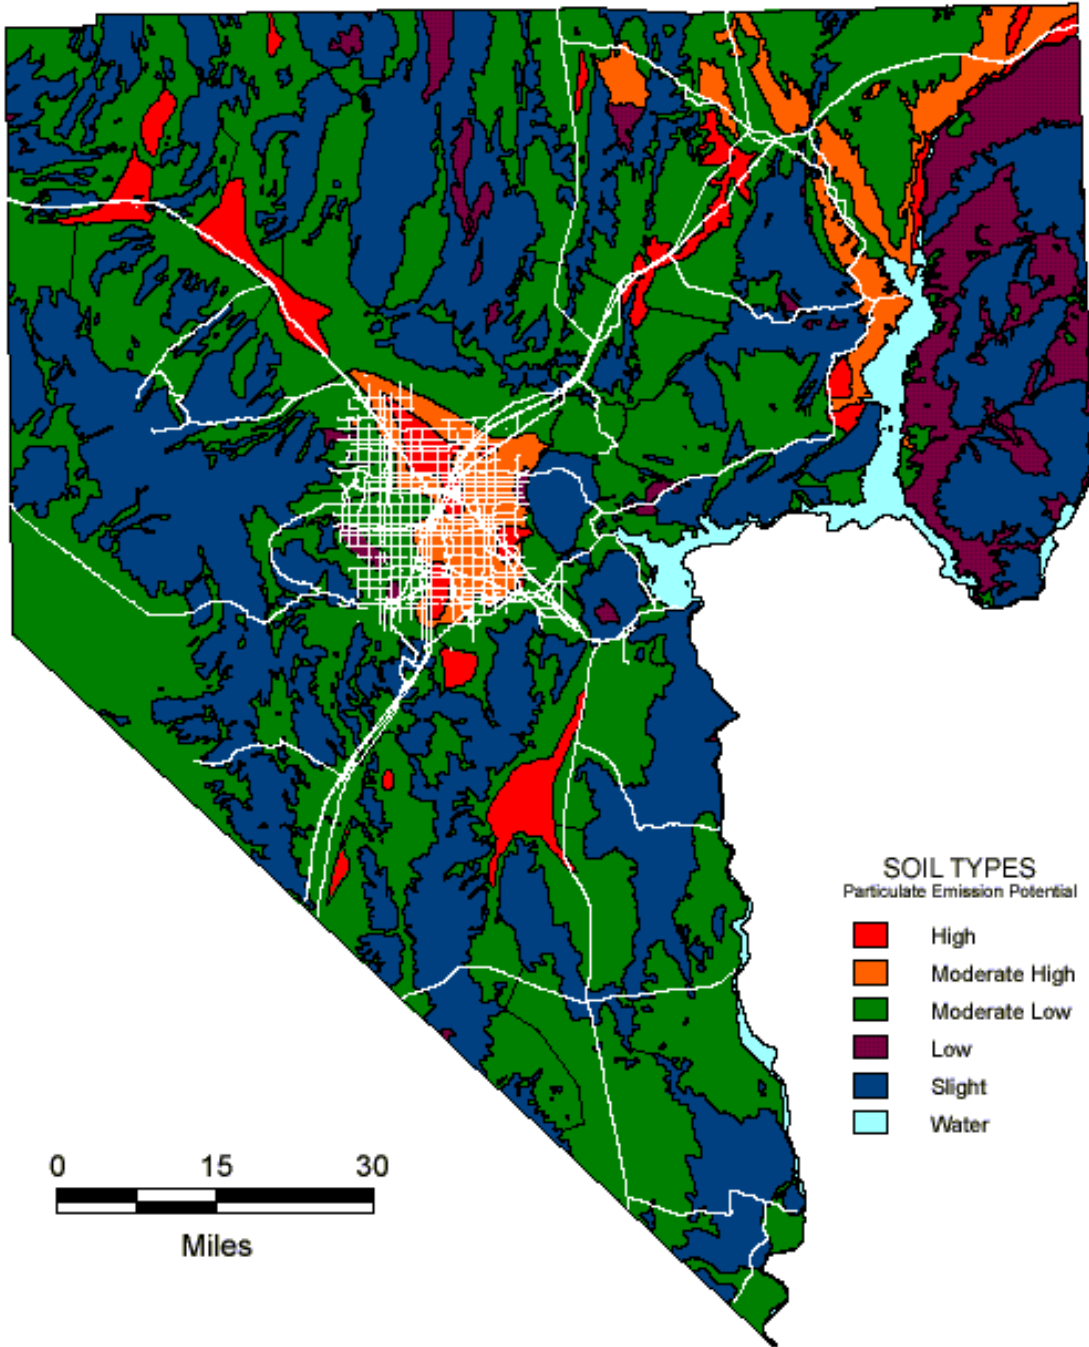 SOIL TYPES
Particulate Emission Potential
High
Moderate High
Moderate Low
Low
Slight
Water
0 15 30
Miles